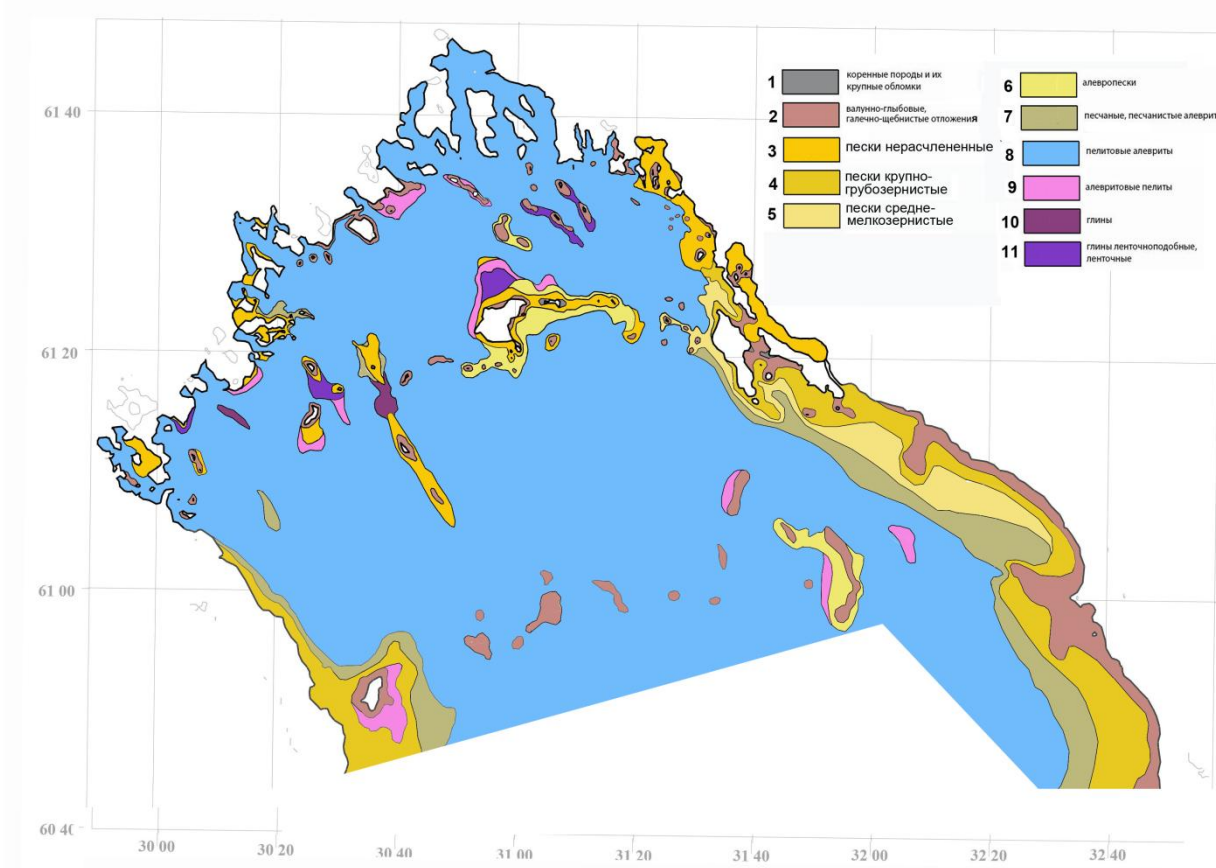 1 коренные породы и их
крупные обломки
2 валунно-глыбовые,
галечно-щебнистые отложения
3 пески нерасчлененные
4 пески крупно-
грубозернистые
5 пески средне-
мелкозернистые
6 алевропески
7 песчаные, песчанистые алеврит
8 пелитовые алевриты
9 алевритовые пелиты
10 глины
11 глины ленточноподобные,
ленточные
61 40
61 20
61 00
60 40
30 00
30 20
30 40
31 00
31 20
31 40
32 00
32 20
32 40